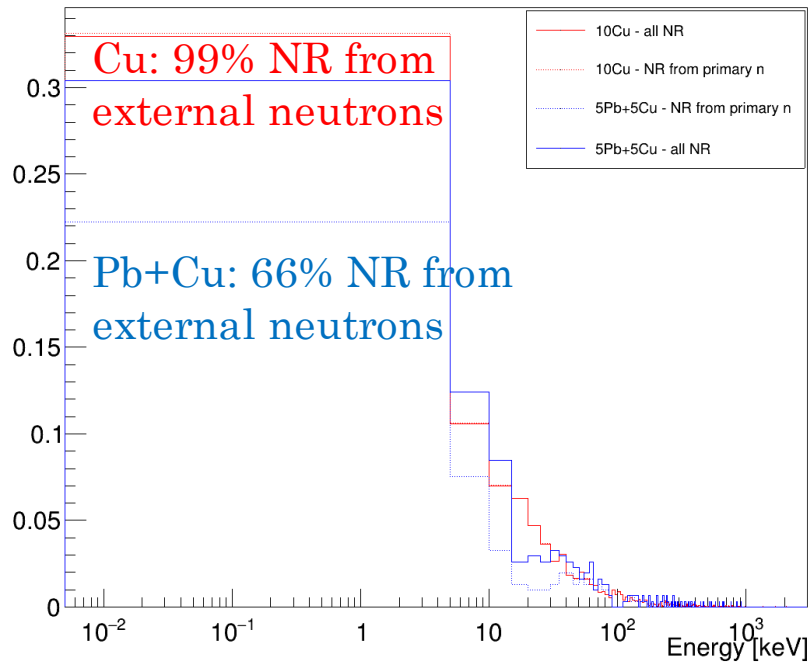 10Cu - all NR
10Cu - NR from primary n
5Pb+5Cu - NR from primary n
5Pb+5Cu - all NR
Cu: 99% NR from
external neutrons
Pb+Cu: 66% NR from
external neutrons
0.3
0.25
0.2
0.15
0.1
0.05
0
10⁻² 10⁻¹ 1 10 10² 10³
Energy [keV]